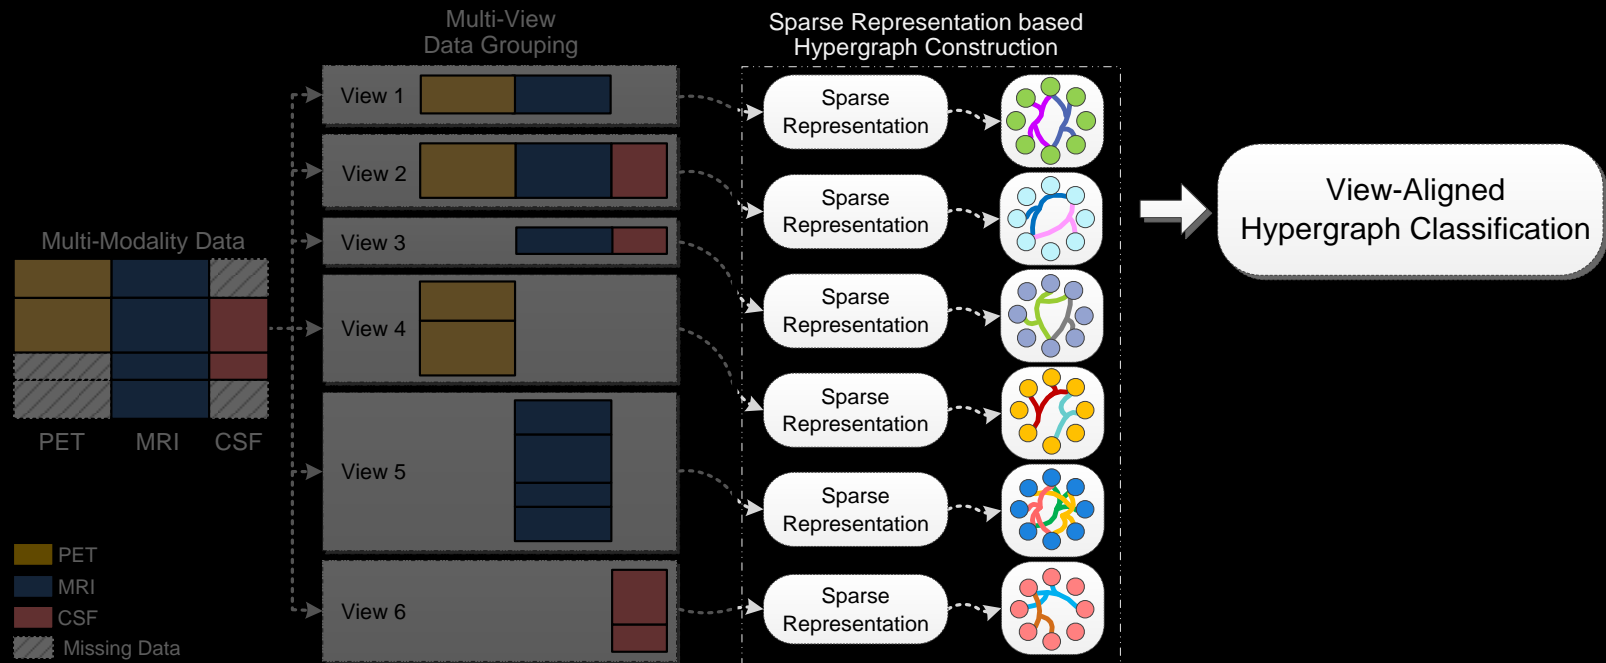 Multi-View
Data Grouping
Sparse Representation based
Hypergraph Construction
View 1
Sparse
Representation
View 2
Sparse
Representation
View-Aligned
Hypergraph Classification
Multi-Modality Data
View 3
Sparse
Representation
View 4
Sparse
Representation
PET
MRI
CSF
View 5
Sparse
Representation
PET
MRI
CSF
Missing Data
View 6
Sparse
Representation